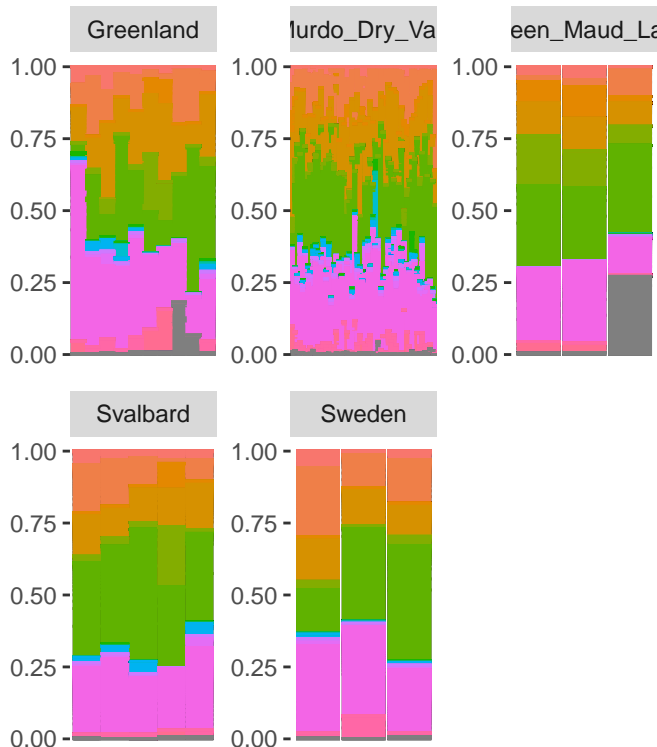 Greenland
Murdo_Dry_Va
een_Maud_La
1.00 1.00 1.00
0.75 0.75 0.75
0.50 0.50 0.50
0.25 0.25 0.25
0.00 0.00 0.00
Svalbard
Sweden
1.00 1.00
0.75 0.75
0.50 0.50
0.25 0.25
0.00 0.00